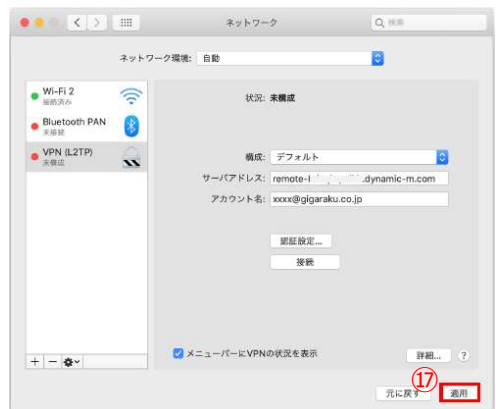 ネットワーク
検索
ネットワーク環境: 自動
Wi-Fi 2
接続済み
Bluetooth PAN
未接続
VPN (L2TP)
未構成
状況: 未構成
構成: デフォルト
サーバアドレス: remote- .dynamic-m.com
アカウント名: xxxx@gigaraku.co.jp
認証設定...
接続
メニューバーにVPNの状況を表示
詳細... ?
⑰
元に戻す 適用